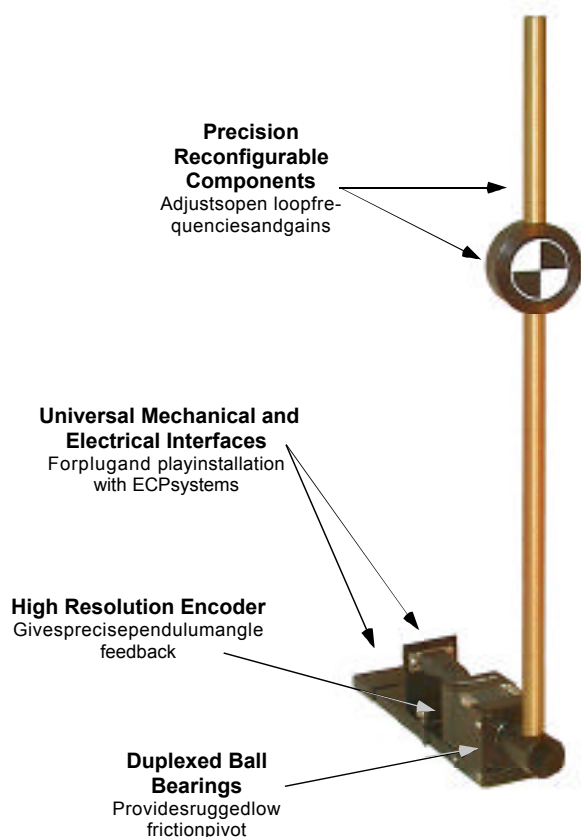 Precision
Reconfigurable
Components
Adjustsopen loopfre-
quenciesandgains
Universal Mechanical and
Electrical Interfaces
Forplugand playinstallation
with ECPsystems
High Resolution Encoder
Givesprecisependulumangle
feedback
Duplexed Ball
Bearings
Providesruggedlow
frictionpivot